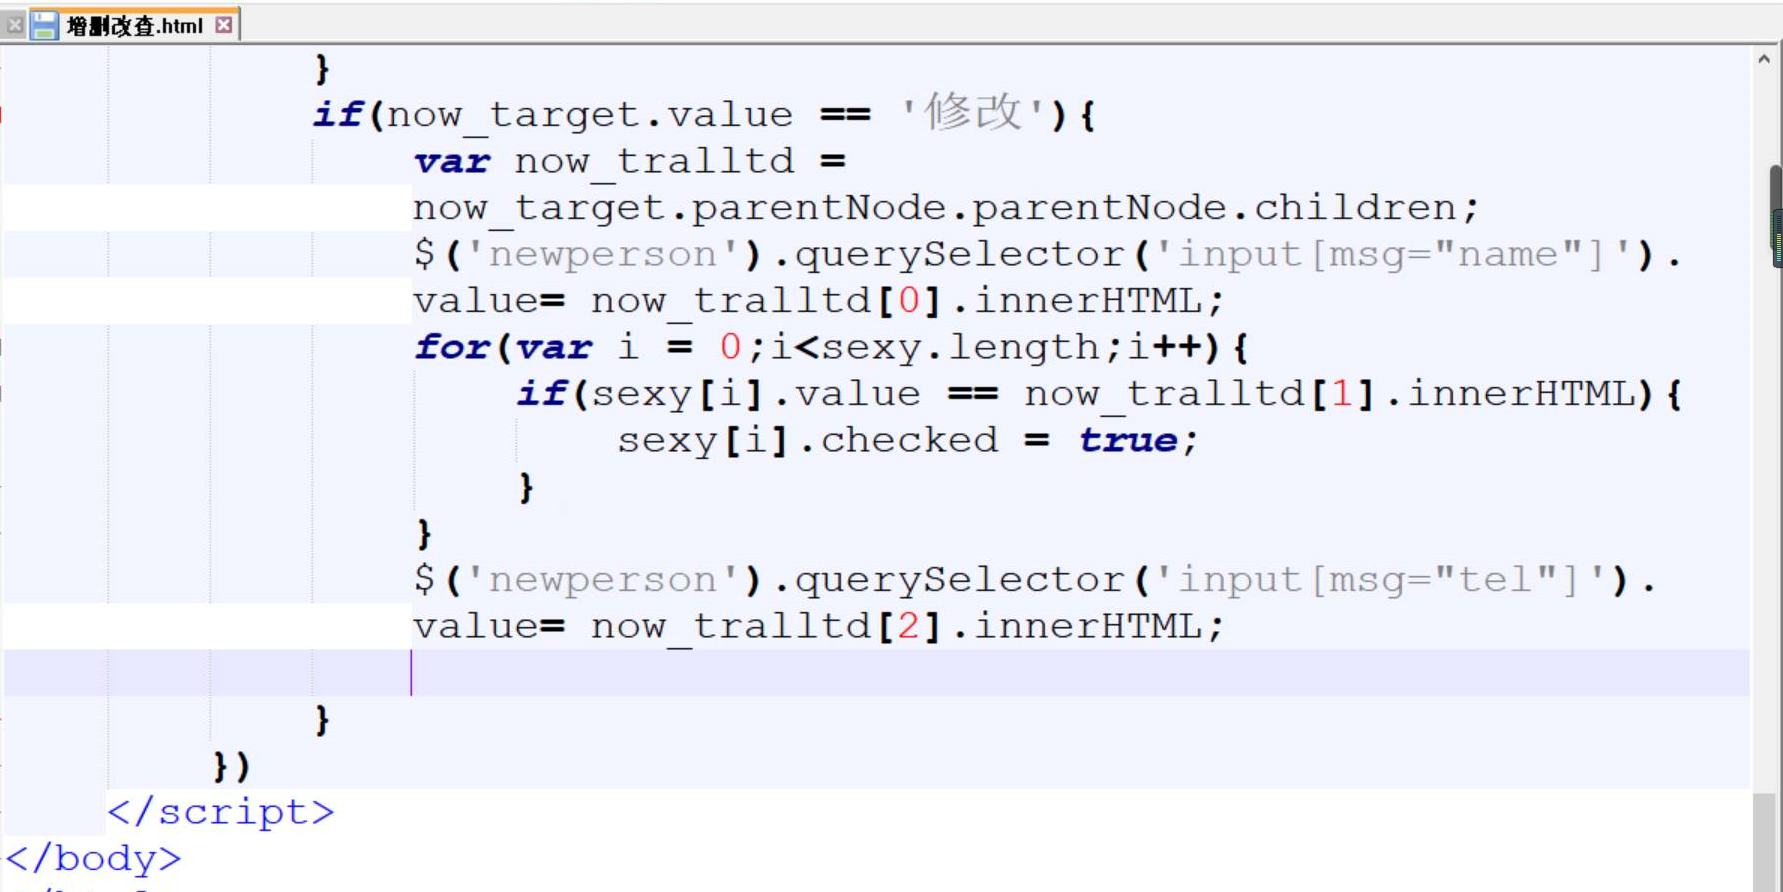 增删改查.html
}
if(now_target.value == '修改'){
var now_tralltd =
now_target.parentNode.parentNode.children;
$('newperson').querySelector('input[msg="name"]').
value= now_tralltd[0].innerHTML;
for(var i = 0;i<sexy.length;i++){
if(sexy[i].value == now_tralltd[1].innerHTML){
sexy[i].checked = true;
}
}
$('newperson').querySelector('input[msg="tel"]').
value= now_tralltd[2].innerHTML;
}
})
</script>
</body>